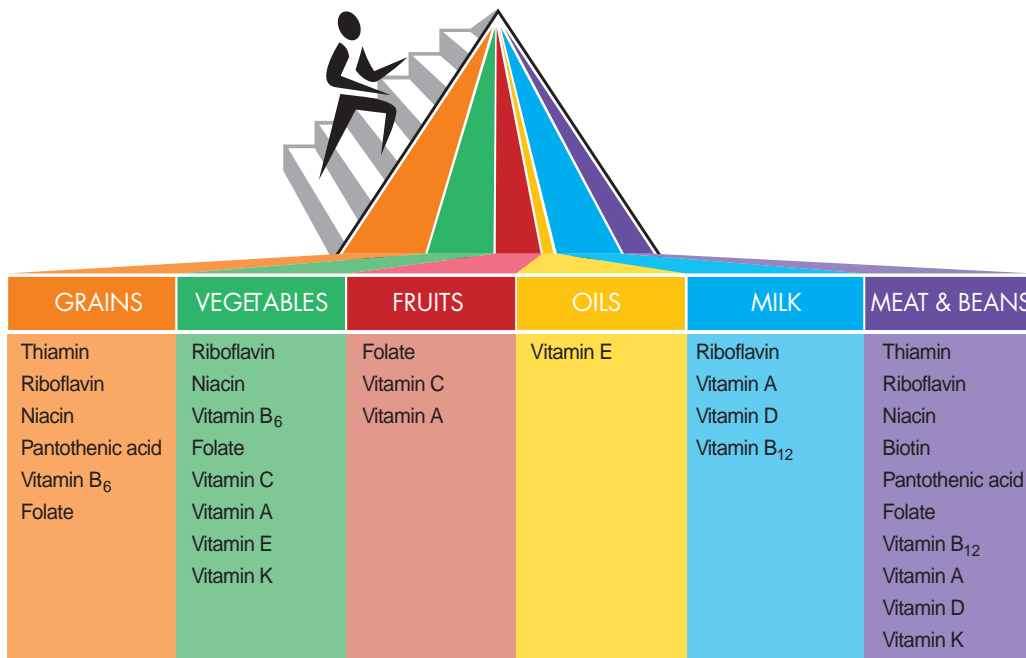 GRAINS
Thiamin
Riboflavin
Niacin
Pantothenic acid
Vitamin B₆
Folate
VEGETABLES
Riboflavin
Niacin
Vitamin B₆
Folate
Vitamin C
Vitamin A
Vitamin E
Vitamin K
FRUITS
Folate
Vitamin C
Vitamin A
OILS
Vitamin E
MILK
Riboflavin
Vitamin A
Vitamin D
Vitamin B₁₂
MEAT & BEANS
Thiamin
Riboflavin
Niacin
Biotin
Pantothenic acid
Folate
Vitamin B₁₂
Vitamin A
Vitamin D
Vitamin K